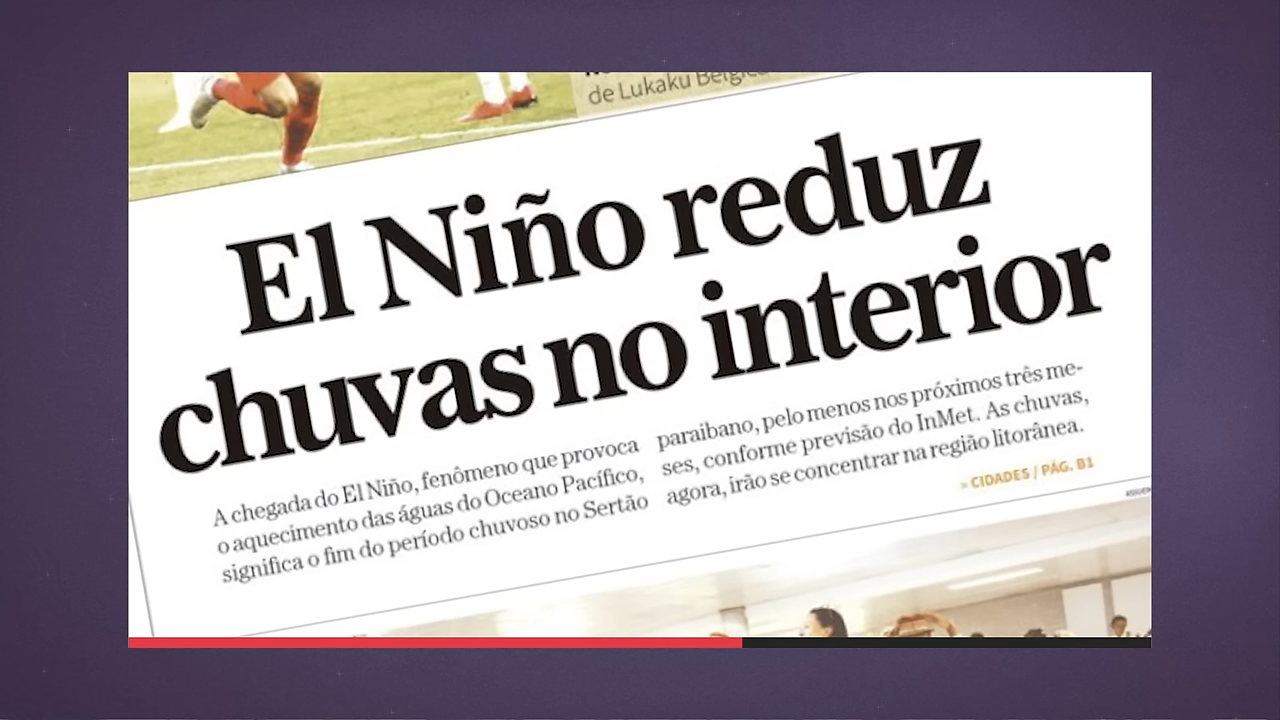 de Lukaku Bélgica
El Niño reduz
chuvas no interior
A chegada do El Niño, fenômeno que provoca
o aquecimento das águas do Oceano Pacífico,
significa o fim do período chuvoso no Sertão
paraibano, pelo menos nos próximos três me-
ses, conforme previsão do InMet. As chuvas,
agora, irão se concentrar na região litorânea.
» CIDADES / PÁG. B1